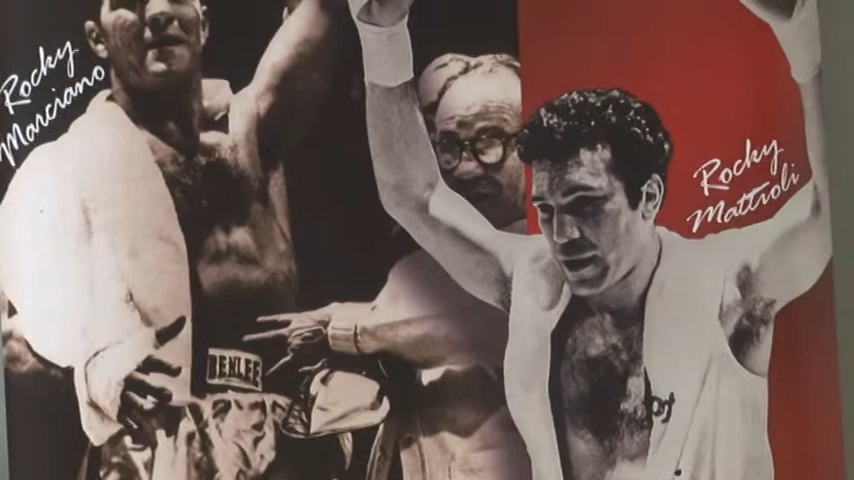 Rocky
Marciano
BENLEE
Rocky
Mattioli